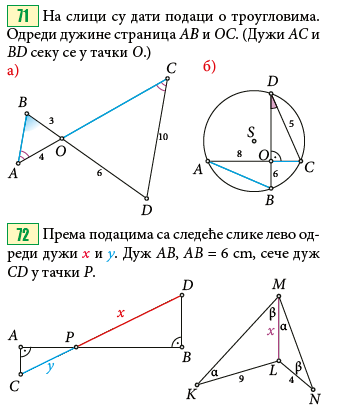 71 На слици су дати подаци о троугловима.
Одреди дужине страница AB и OC. (Дужи AC и
BD секу се у тачки O.)
а)
B
3
4
O
A
6
C
10
D
б)
D
S
5
8
O
A
C
6
B
72 Према подацима са следеће слике лево од-
реди дужи x и y. Дуж AB, AB = 6 cm, сече дуж
CD у тачки P.
D
x
A
P
B
y
C
M
β
x
α
α
L
β
9
4
K
N